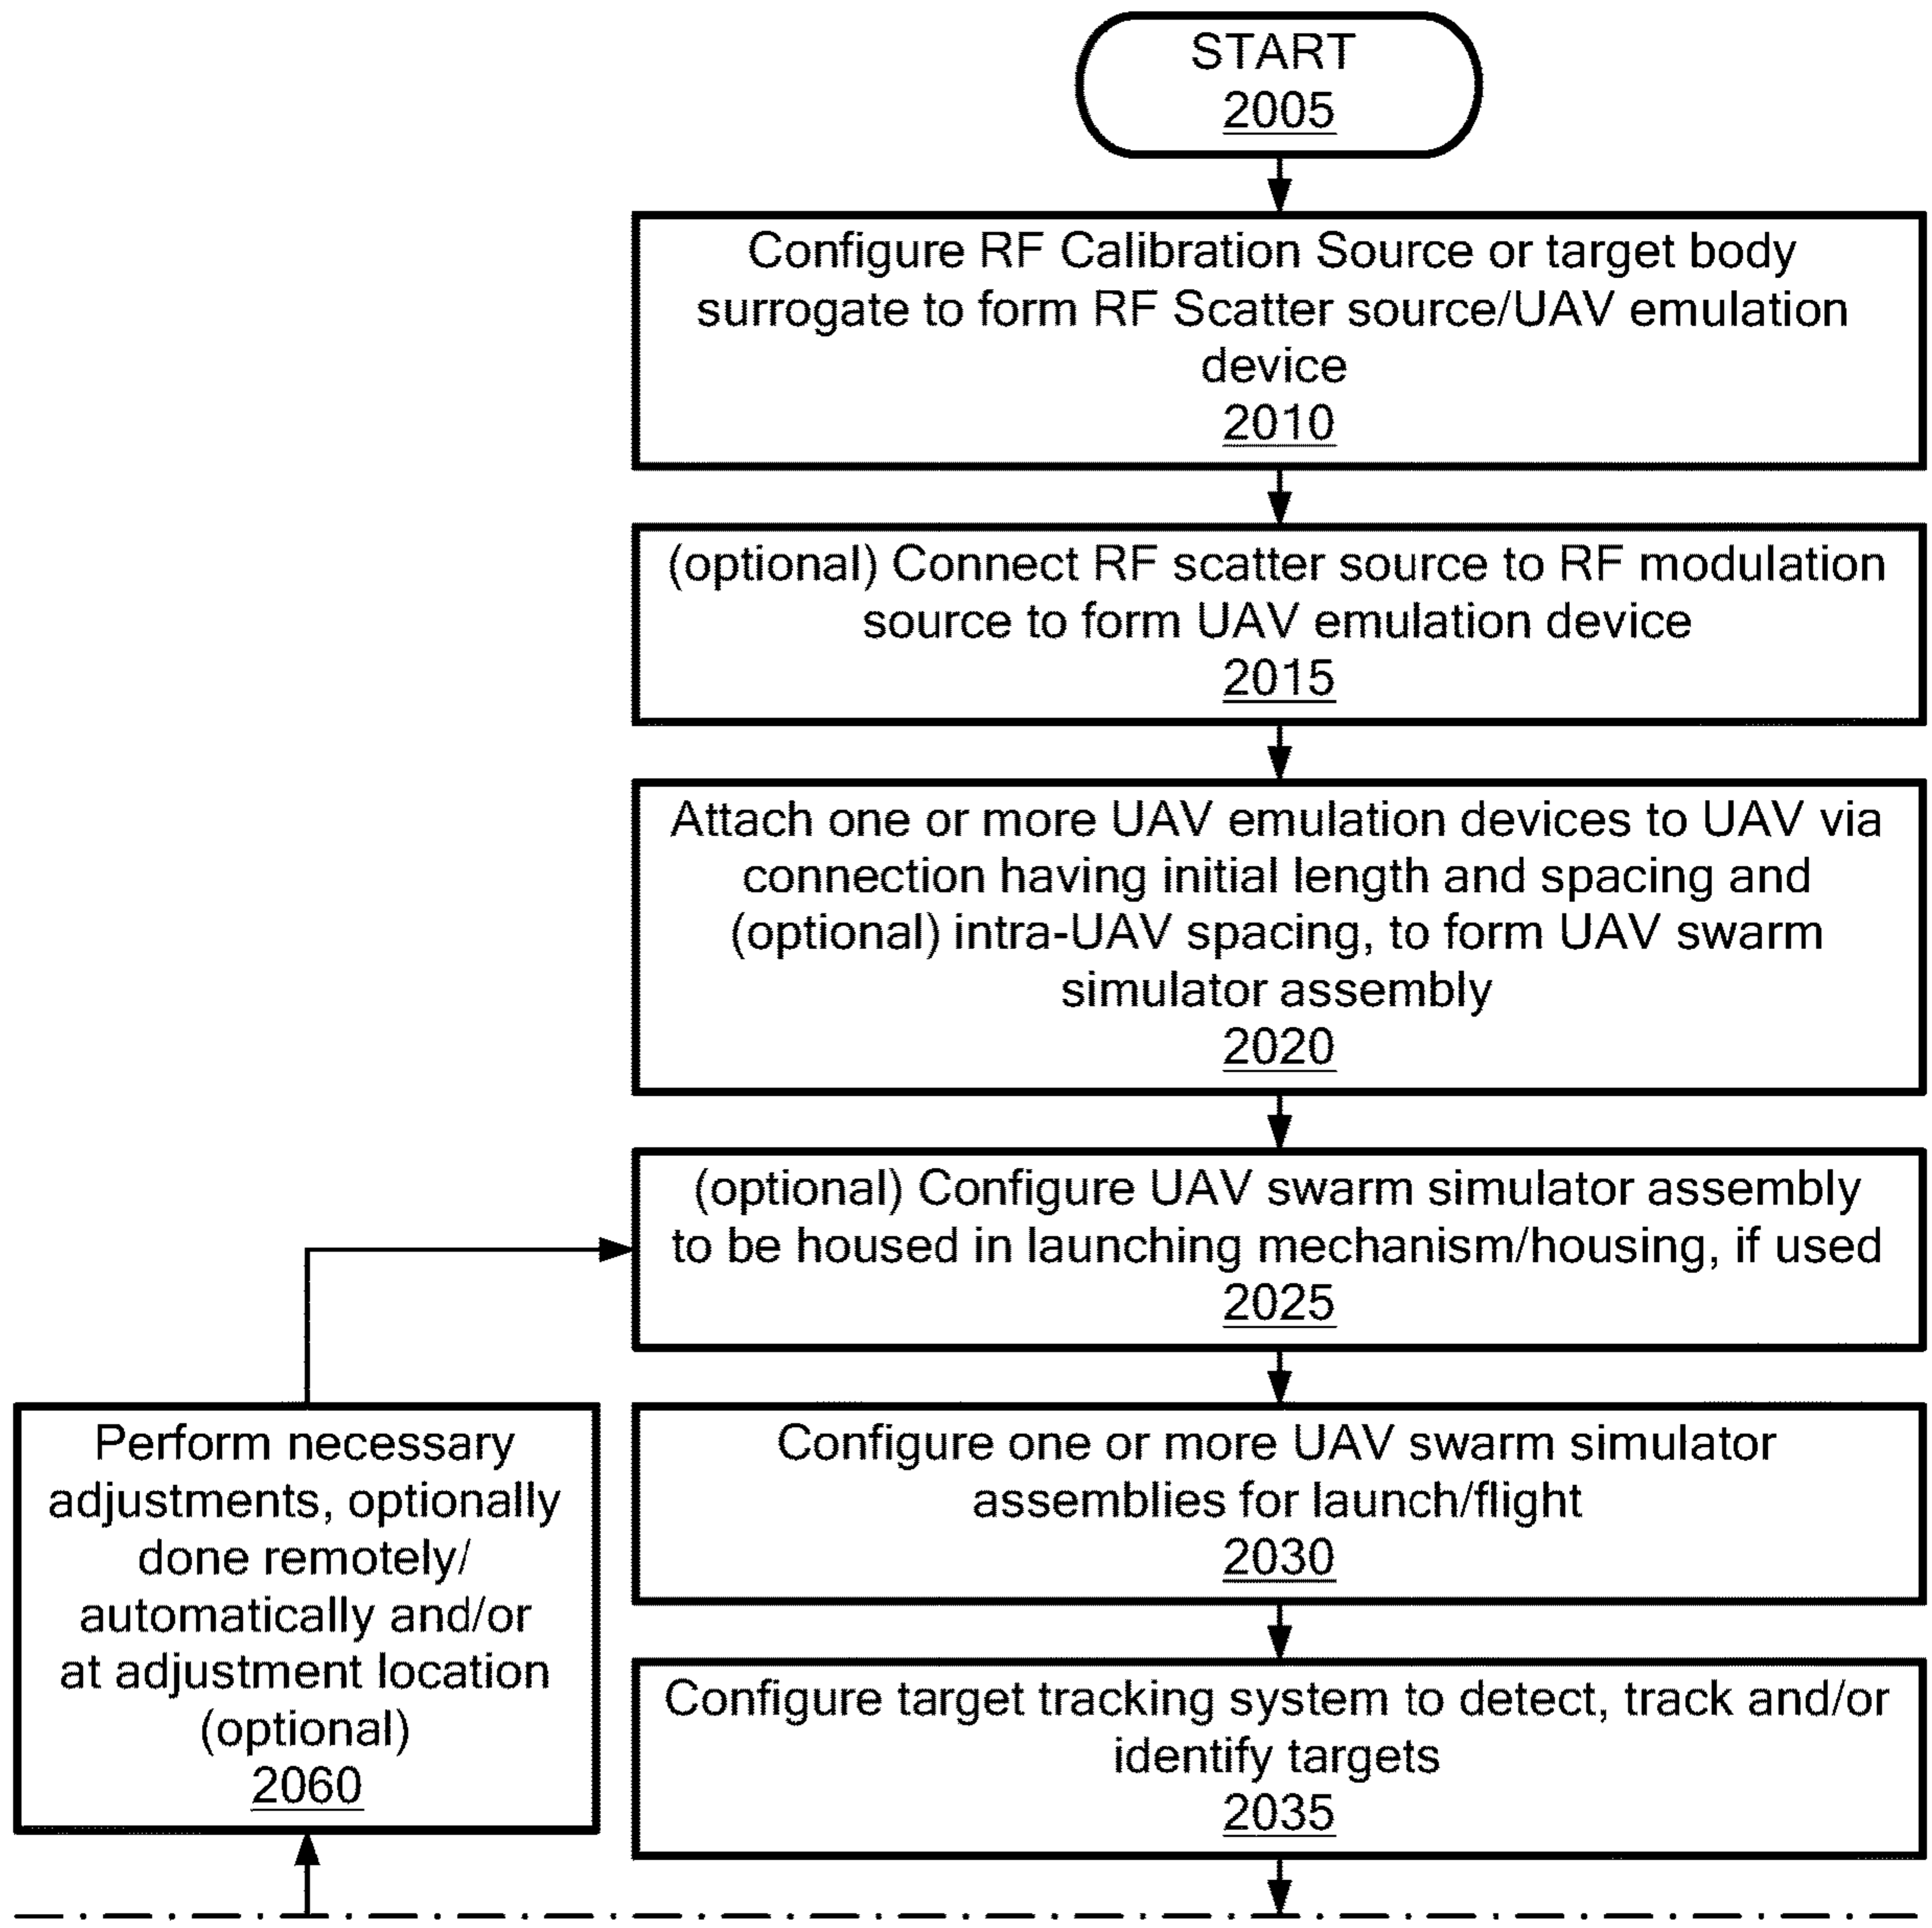 START
2005
Configure RF Calibration Source or target body
surrogate to form RF Scatter source/UAV emulation
device
2010
(optional) Connect RF scatter source to RF modulation
source to form UAV emulation device
2015
Attach one or more UAV emulation devices to UAV via
connection having initial length and spacing and
(optional) intra-UAV spacing, to form UAV swarm
simulator assembly
2020
(optional) Configure UAV swarm simulator assembly
to be housed in launching mechanism/housing, if used
2025
Configure one or more UAV swarm simulator
assemblies for launch/flight
2030
Configure target tracking system to detect, track and/or
identify targets
2035
Perform necessary
adjustments, optionally
done remotely/
automatically and/or
at adjustment location
(optional)
2060